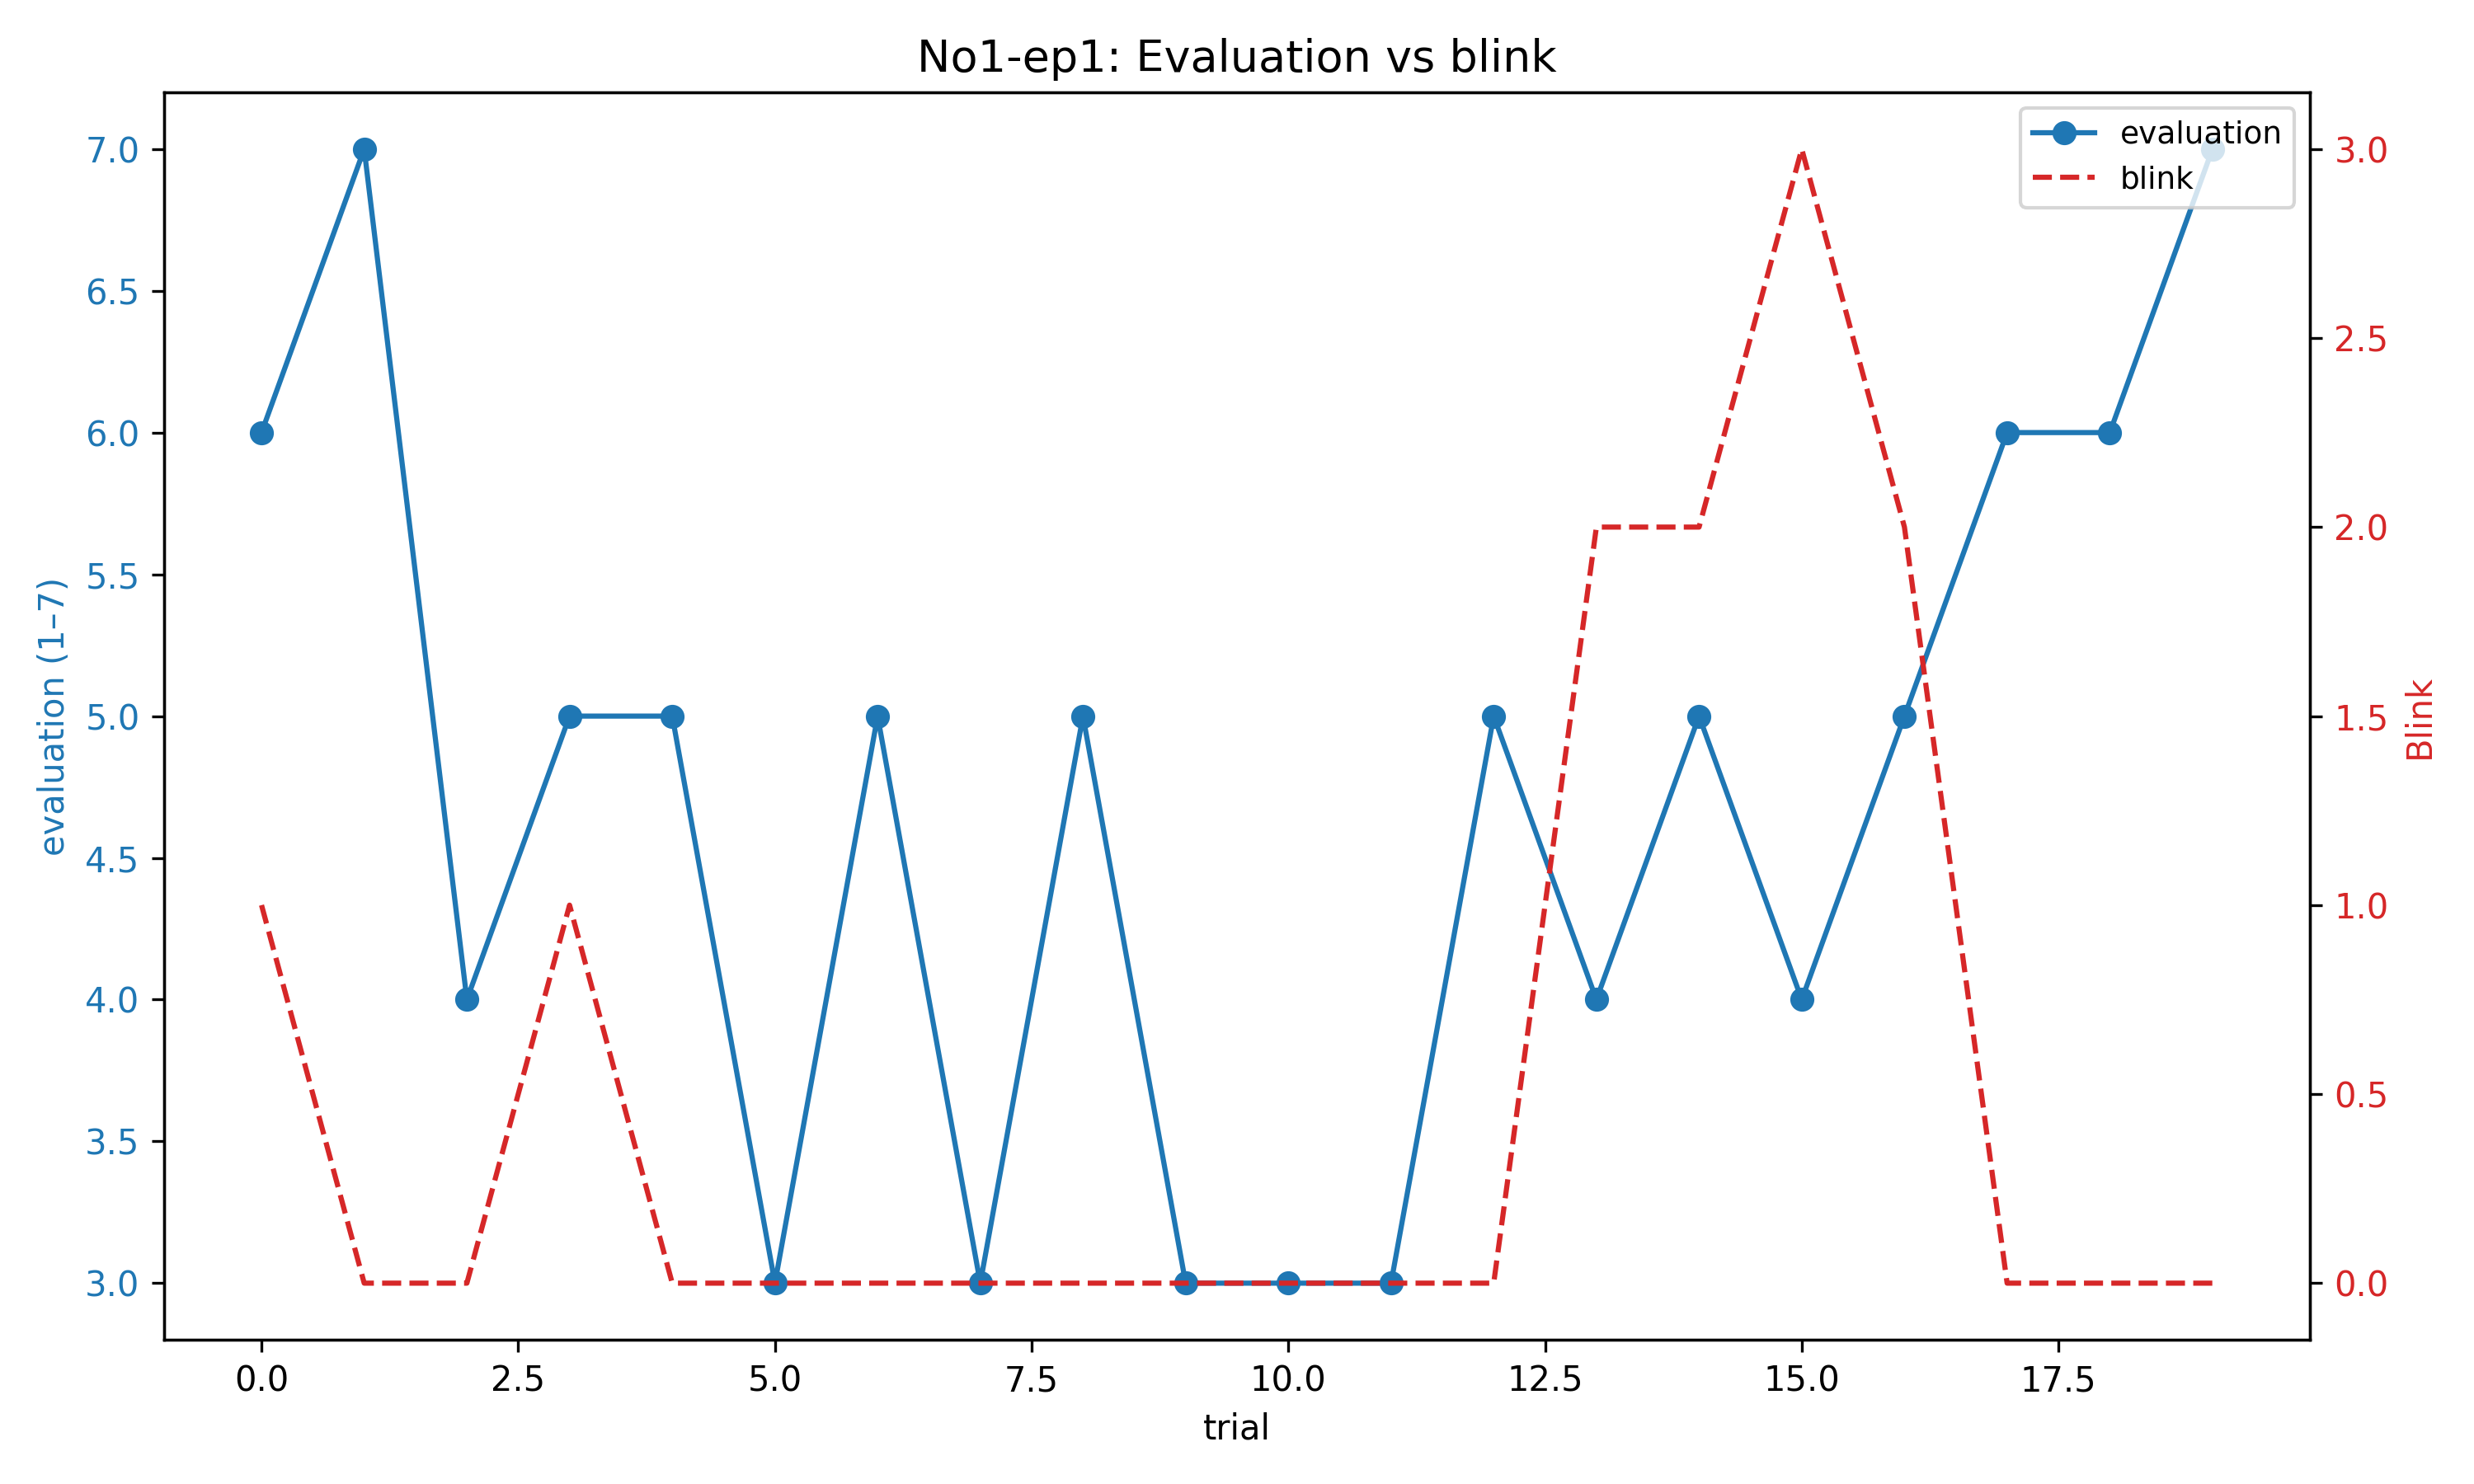 No1-ep1: Evaluation vs blink
evaluation
blink
7.0
6.5
6.0
5.5
5.0
4.5
4.0
3.5
3.0
evaluation (1–7)
3.0
2.5
2.0
1.5
1.0
0.5
0.0
Blink
0.0 2.5 5.0 7.5 10.0 12.5 15.0 17.5
trial